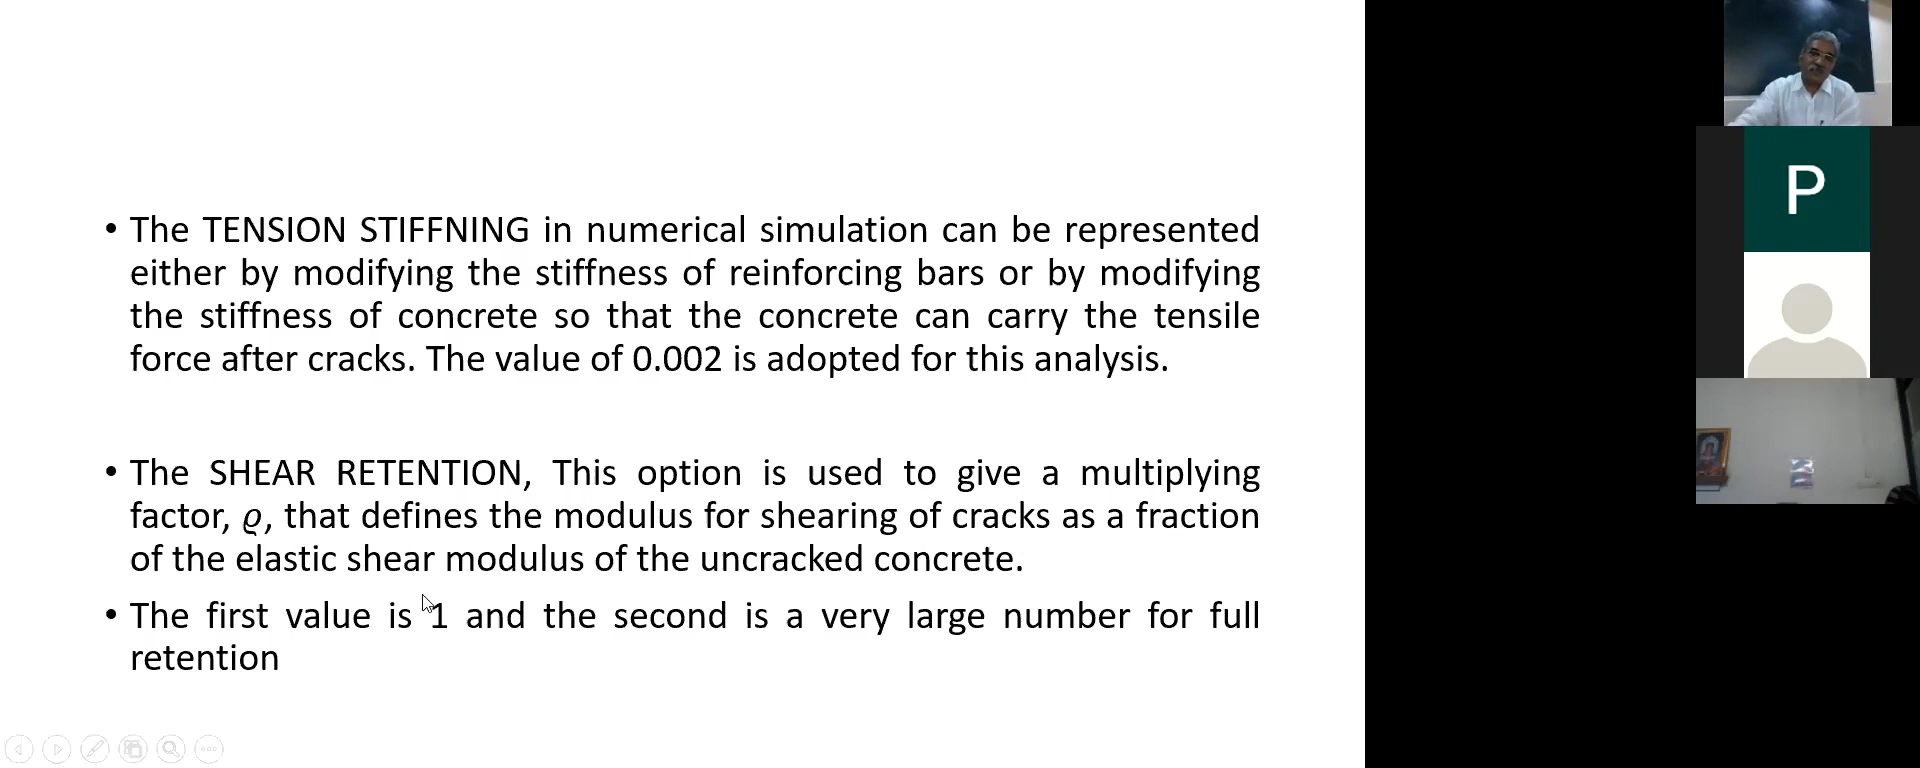 • The TENSION STIFFNING in numerical simulation can be represented
either by modifying the stiffness of reinforcing bars or by modifying
the stiffness of concrete so that the concrete can carry the tensile
force after cracks. The value of 0.002 is adopted for this analysis.
• The SHEAR RETENTION, This option is used to give a multiplying
factor, ϱ, that defines the modulus for shearing of cracks as a fraction
of the elastic shear modulus of the uncracked concrete.
• The first value is 1 and the second is a very large number for full
retention
P